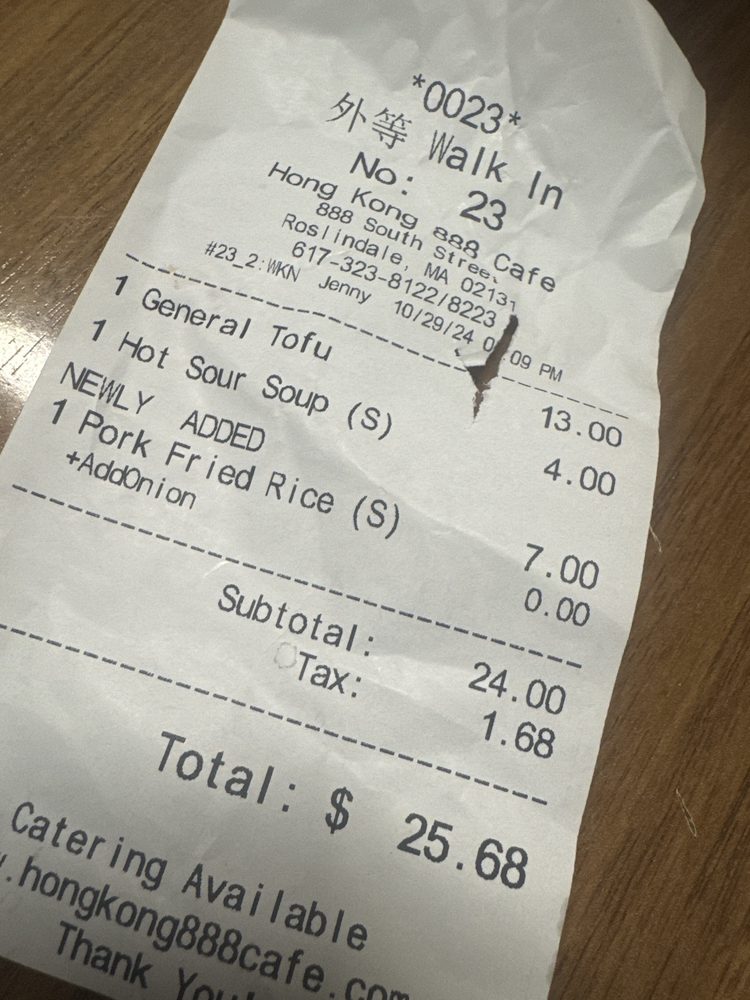 *0023*
外等 Walk In
No: 23
Hong Kong 888 Cafe
888 South Street
Roslindale, MA 02131
617-323-8122/8223
#23_2:WKN Jenny 10/29/24 PM
1 General Tofu 13.00
1 Hot Sour Soup (S) 4.00
NEWLY ADDED
1 Pork Fried Rice (S) 7.00
+AddOnion 0.00
Subtotal: 24.00
Tax: 1.68
Total: $ 25.68
Catering Available
.hongkong888cafe.com
Thank You!